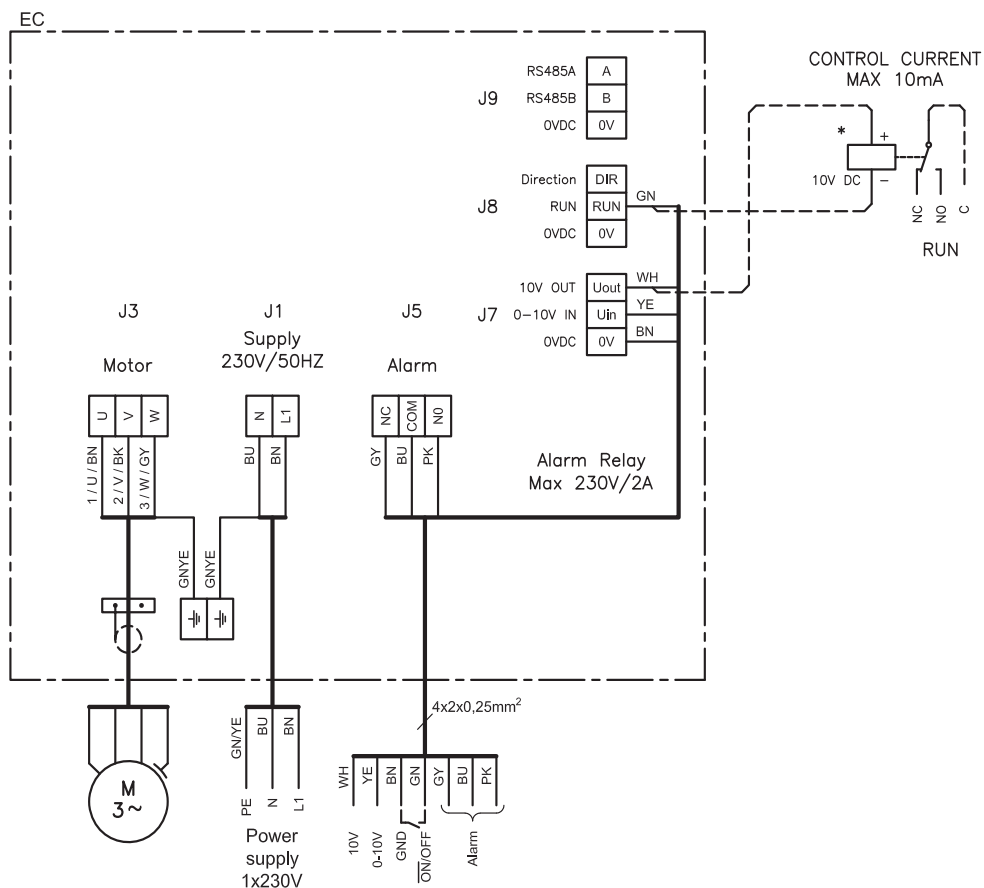 EC
CONTROL CURRENT
MAX 10mA
J9
RS485A A
RS485B B
0VDC 0V
*
+
10V DC −
NC
NO
C
RUN
J8
Direction DIR
RUN RUN GN
0VDC 0V
J7
10V OUT Uout WH
0-10V IN Uin YE
0VDC 0V BN
J3
Motor
J1
Supply
230V/50HZ
J5
Alarm
U
V
W
N
L1
NC
COM
N0
1 / U / BN
2 / V / BK
3 / W / GY
BU
BN
GY
BU
PK
Alarm Relay
Max 230V/2A
GNYE
GNYE
4x2x0,25mm²
M
3~
GN/YE
BU
BN
PE
N
L1
Power
supply
1x230V
WH
YE
BN
GN
GY
BU
PK
10V
0-10V
GND
ON/OFF
Alarm